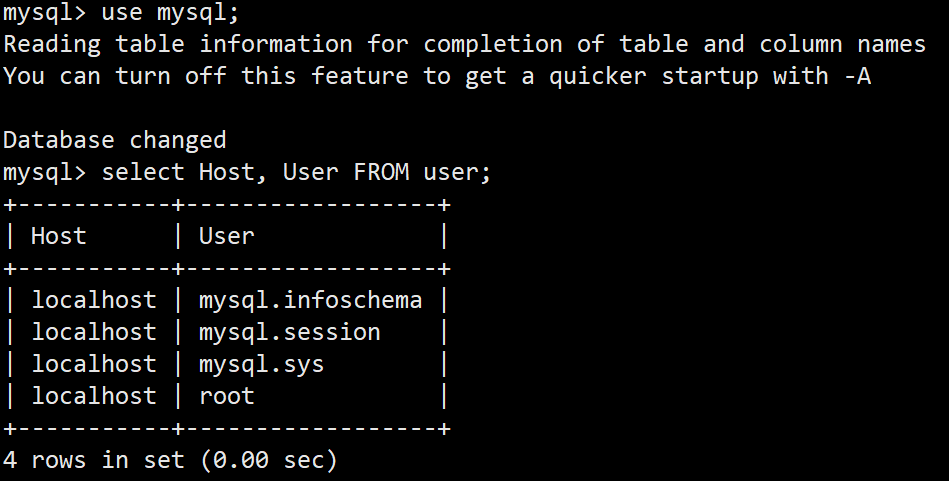 mysql> use mysql;
Reading table information for completion of table and column names
You can turn off this feature to get a quicker startup with -A

Database changed
mysql> select Host, User FROM user;
+-----------+------------------+
| Host      | User             |
+-----------+------------------+
| localhost | mysql.infoschema |
| localhost | mysql.session    |
| localhost | mysql.sys        |
| localhost | root             |
+-----------+------------------+
4 rows in set (0.00 sec)